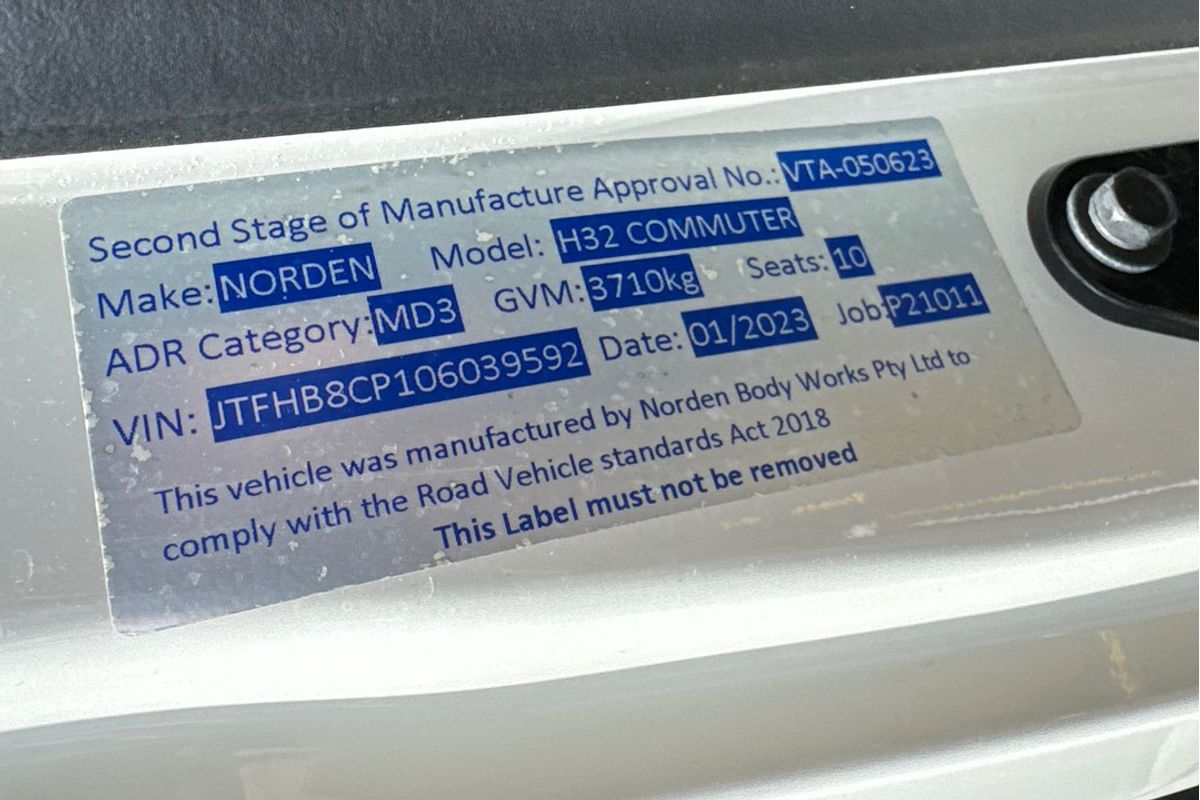 Second Stage of Manufacture Approval No.: VTA-050623
Make: NORDEN Model: H32 COMMUTER
ADR Category: MD3 GVM: 3710kg Seats: 10
VIN: JTFHB8CP106039592 Date: 01/2023 Job: P21011
This vehicle was manufactured by Norden Body Works Pty Ltd to
comply with the Road Vehicle standards Act 2018
This Label must not be removed